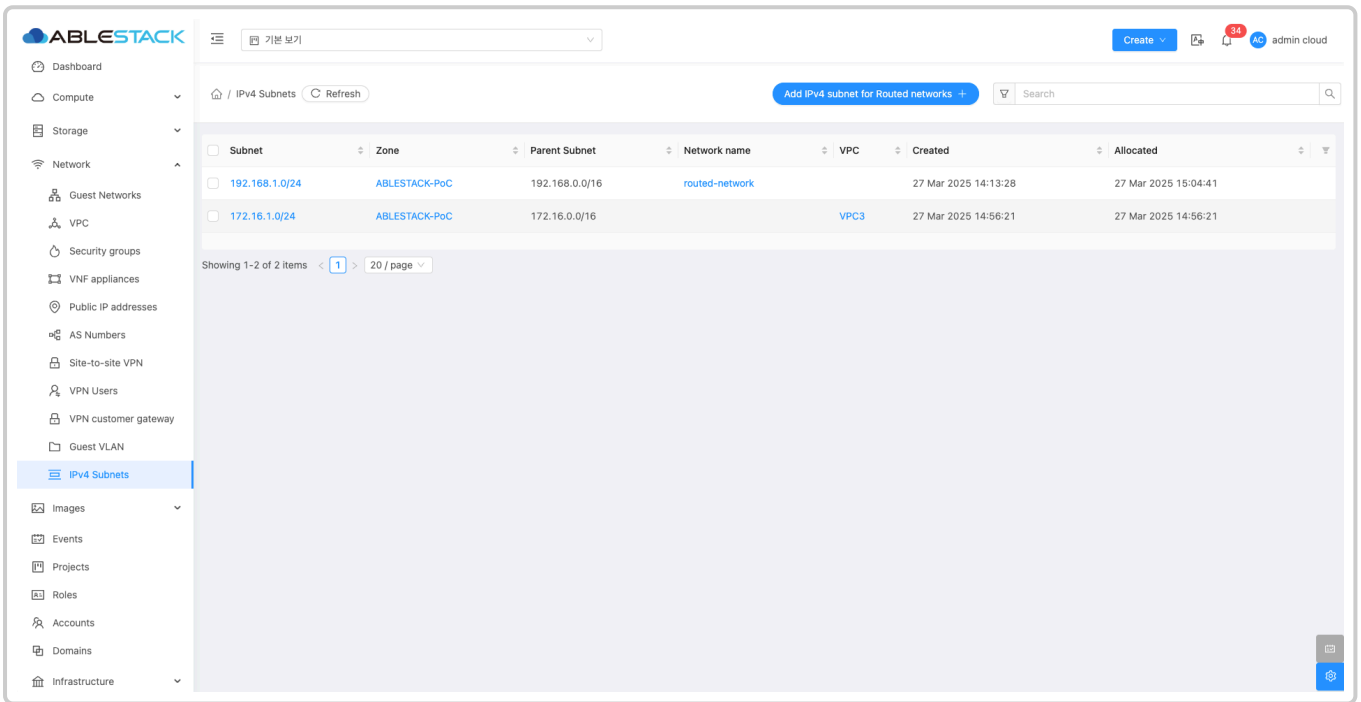 ABLESTACK
기본 보기
Create
34
AC
admin cloud
Dashboard
Compute
Storage
Network
Guest Networks
VPC
Security groups
VNF appliances
Public IP addresses
AS Numbers
Site-to-site VPN
VPN Users
VPN customer gateway
Guest VLAN
IPv4 Subnets
Images
Events
Projects
Roles
Accounts
Domains
Infrastructure
/ IPv4 Subnets Refresh
Add IPv4 subnet for Routed networks +
Search
Subnet Zone Parent Subnet Network name VPC Created Allocated
192.168.1.0/24 ABLESTACK-PoC 192.168.0.0/16 routed-network 27 Mar 2025 14:13:28 27 Mar 2025 15:04:41
172.16.1.0/24 ABLESTACK-PoC 172.16.0.0/16 VPC3 27 Mar 2025 14:56:21 27 Mar 2025 14:56:21
Showing 1-2 of 2 items < 1 > 20 / page